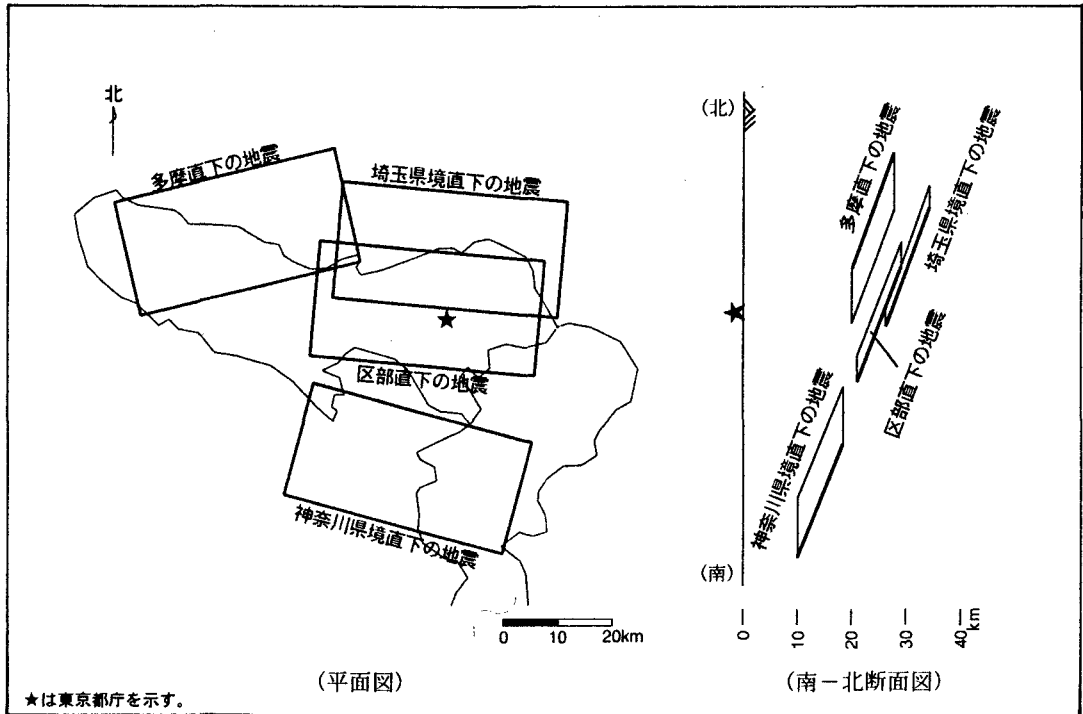 北
多摩直下の地震
埼玉県境直下の地震
区部直下の地震
神奈川県境直下の地震
0 10 20km
(平面図)
★は東京都庁を示す。
(北)
多摩直下の地震
埼玉県境直下の地震
区部直下の地震
神奈川県境直下の地震
(南)
0 10 20 30 40 km
(南-北断面図)